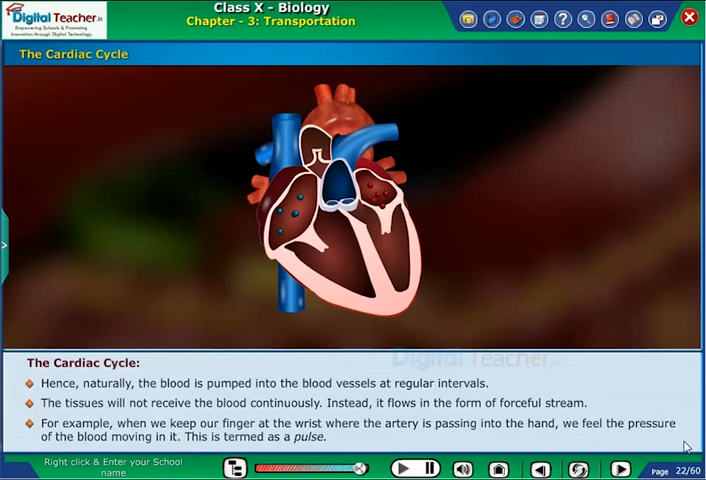 Digital Teacher.in
Empowering Schools & Promoting
Innovation through Digital Technology
Class X - Biology
Chapter - 3: Transportation
The Cardiac Cycle
Digital Teacher.in
The Cardiac Cycle:
Hence, naturally, the blood is pumped into the blood vessels at regular intervals.
The tissues will not receive the blood continuously. Instead, it flows in the form of forceful stream.
For example, when we keep our finger at the wrist where the artery is passing into the hand, we feel the pressure
of the blood moving in it. This is termed as a pulse.
Right click & Enter your School
name
Page 22/60